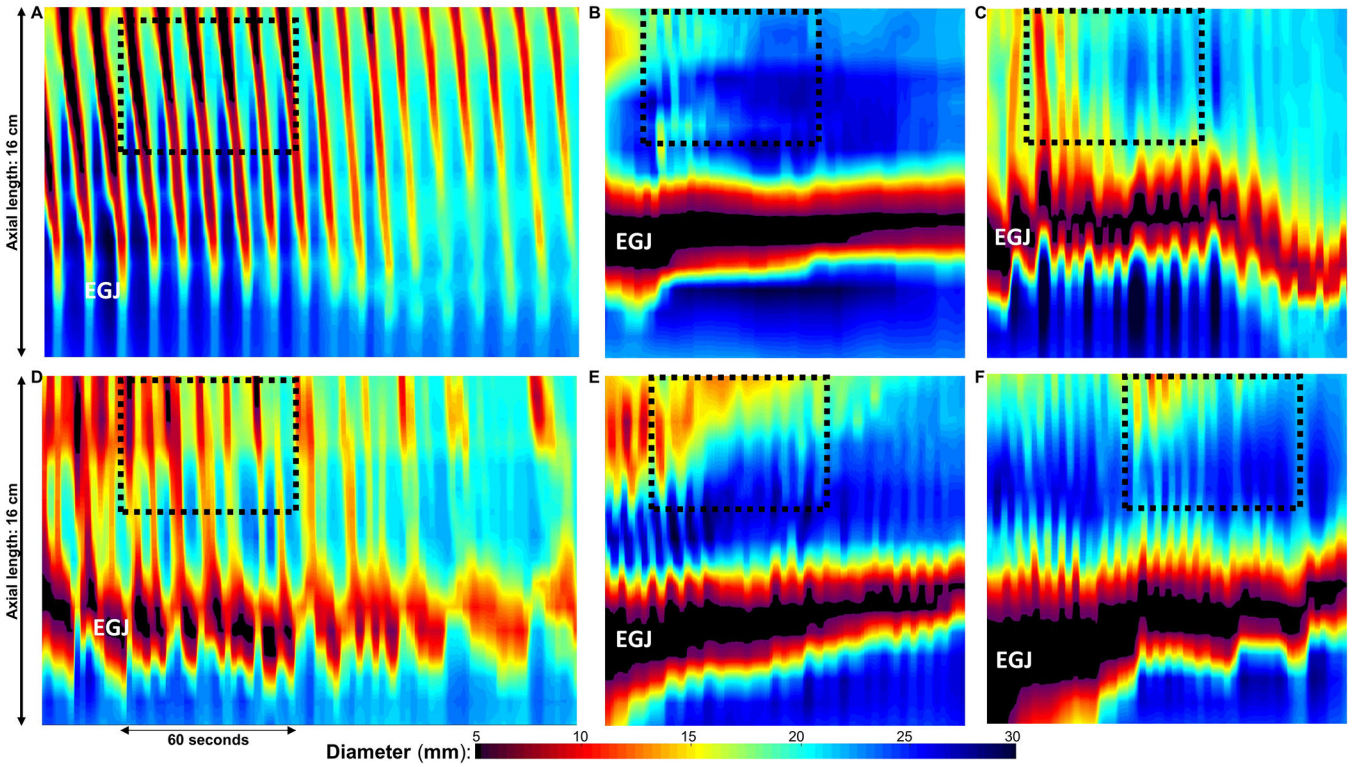 A
B
C
Axial length: 16 cm
EGJ
EGJ
EGJ
D
E
F
Axial length: 16 cm
EGJ
EGJ
EGJ
60 seconds
Diameter (mm):
5 10 15 20 25 30